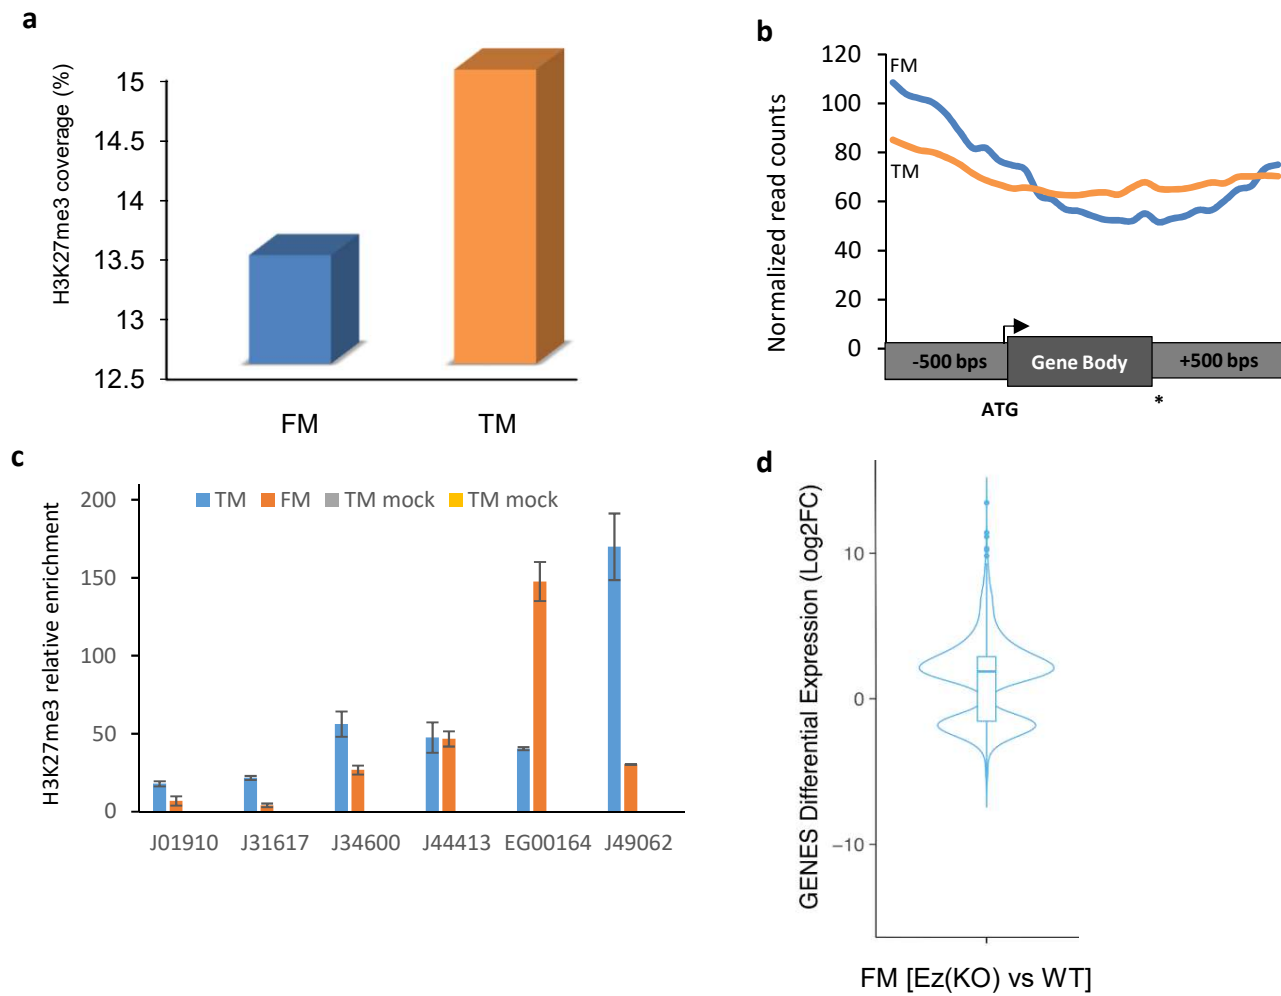 a
H3K27me3 coverage (%)
15
14.5
14
13.5
13
12.5
FM
TM
b
Normalized read counts
120
100
80
60
40
20
0
FM
TM
-500 bps
Gene Body
+500 bps
ATG
*
c
H3K27me3 relative enrichment
TM FM TM mock TM mock
200
150
100
50
0
J01910 J31617 J34600 J44413 EG00164 J49062
d
GENES Differential Expression (Log2FC)
10
0
−10
FM [Ez(KO) vs WT]